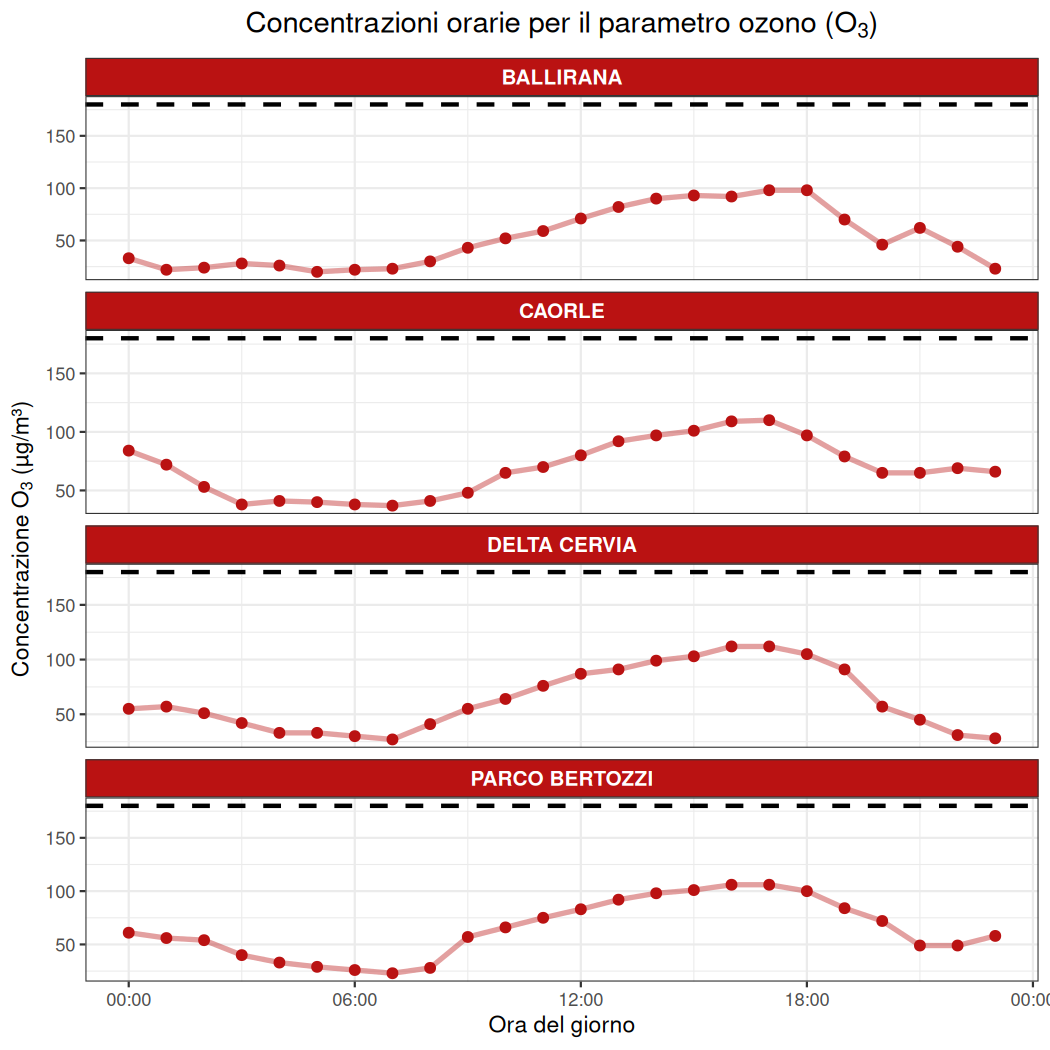 Concentrazioni orarie per il parametro ozono (O₃)
BALLIRANA
150
100
50
CAORLE
150
100
50
DELTA CERVIA
150
100
50
PARCO BERTOZZI
150
100
50
Concentrazione O₃ (µg/m³)
00:00 06:00 12:00 18:00 00:00
Ora del giorno